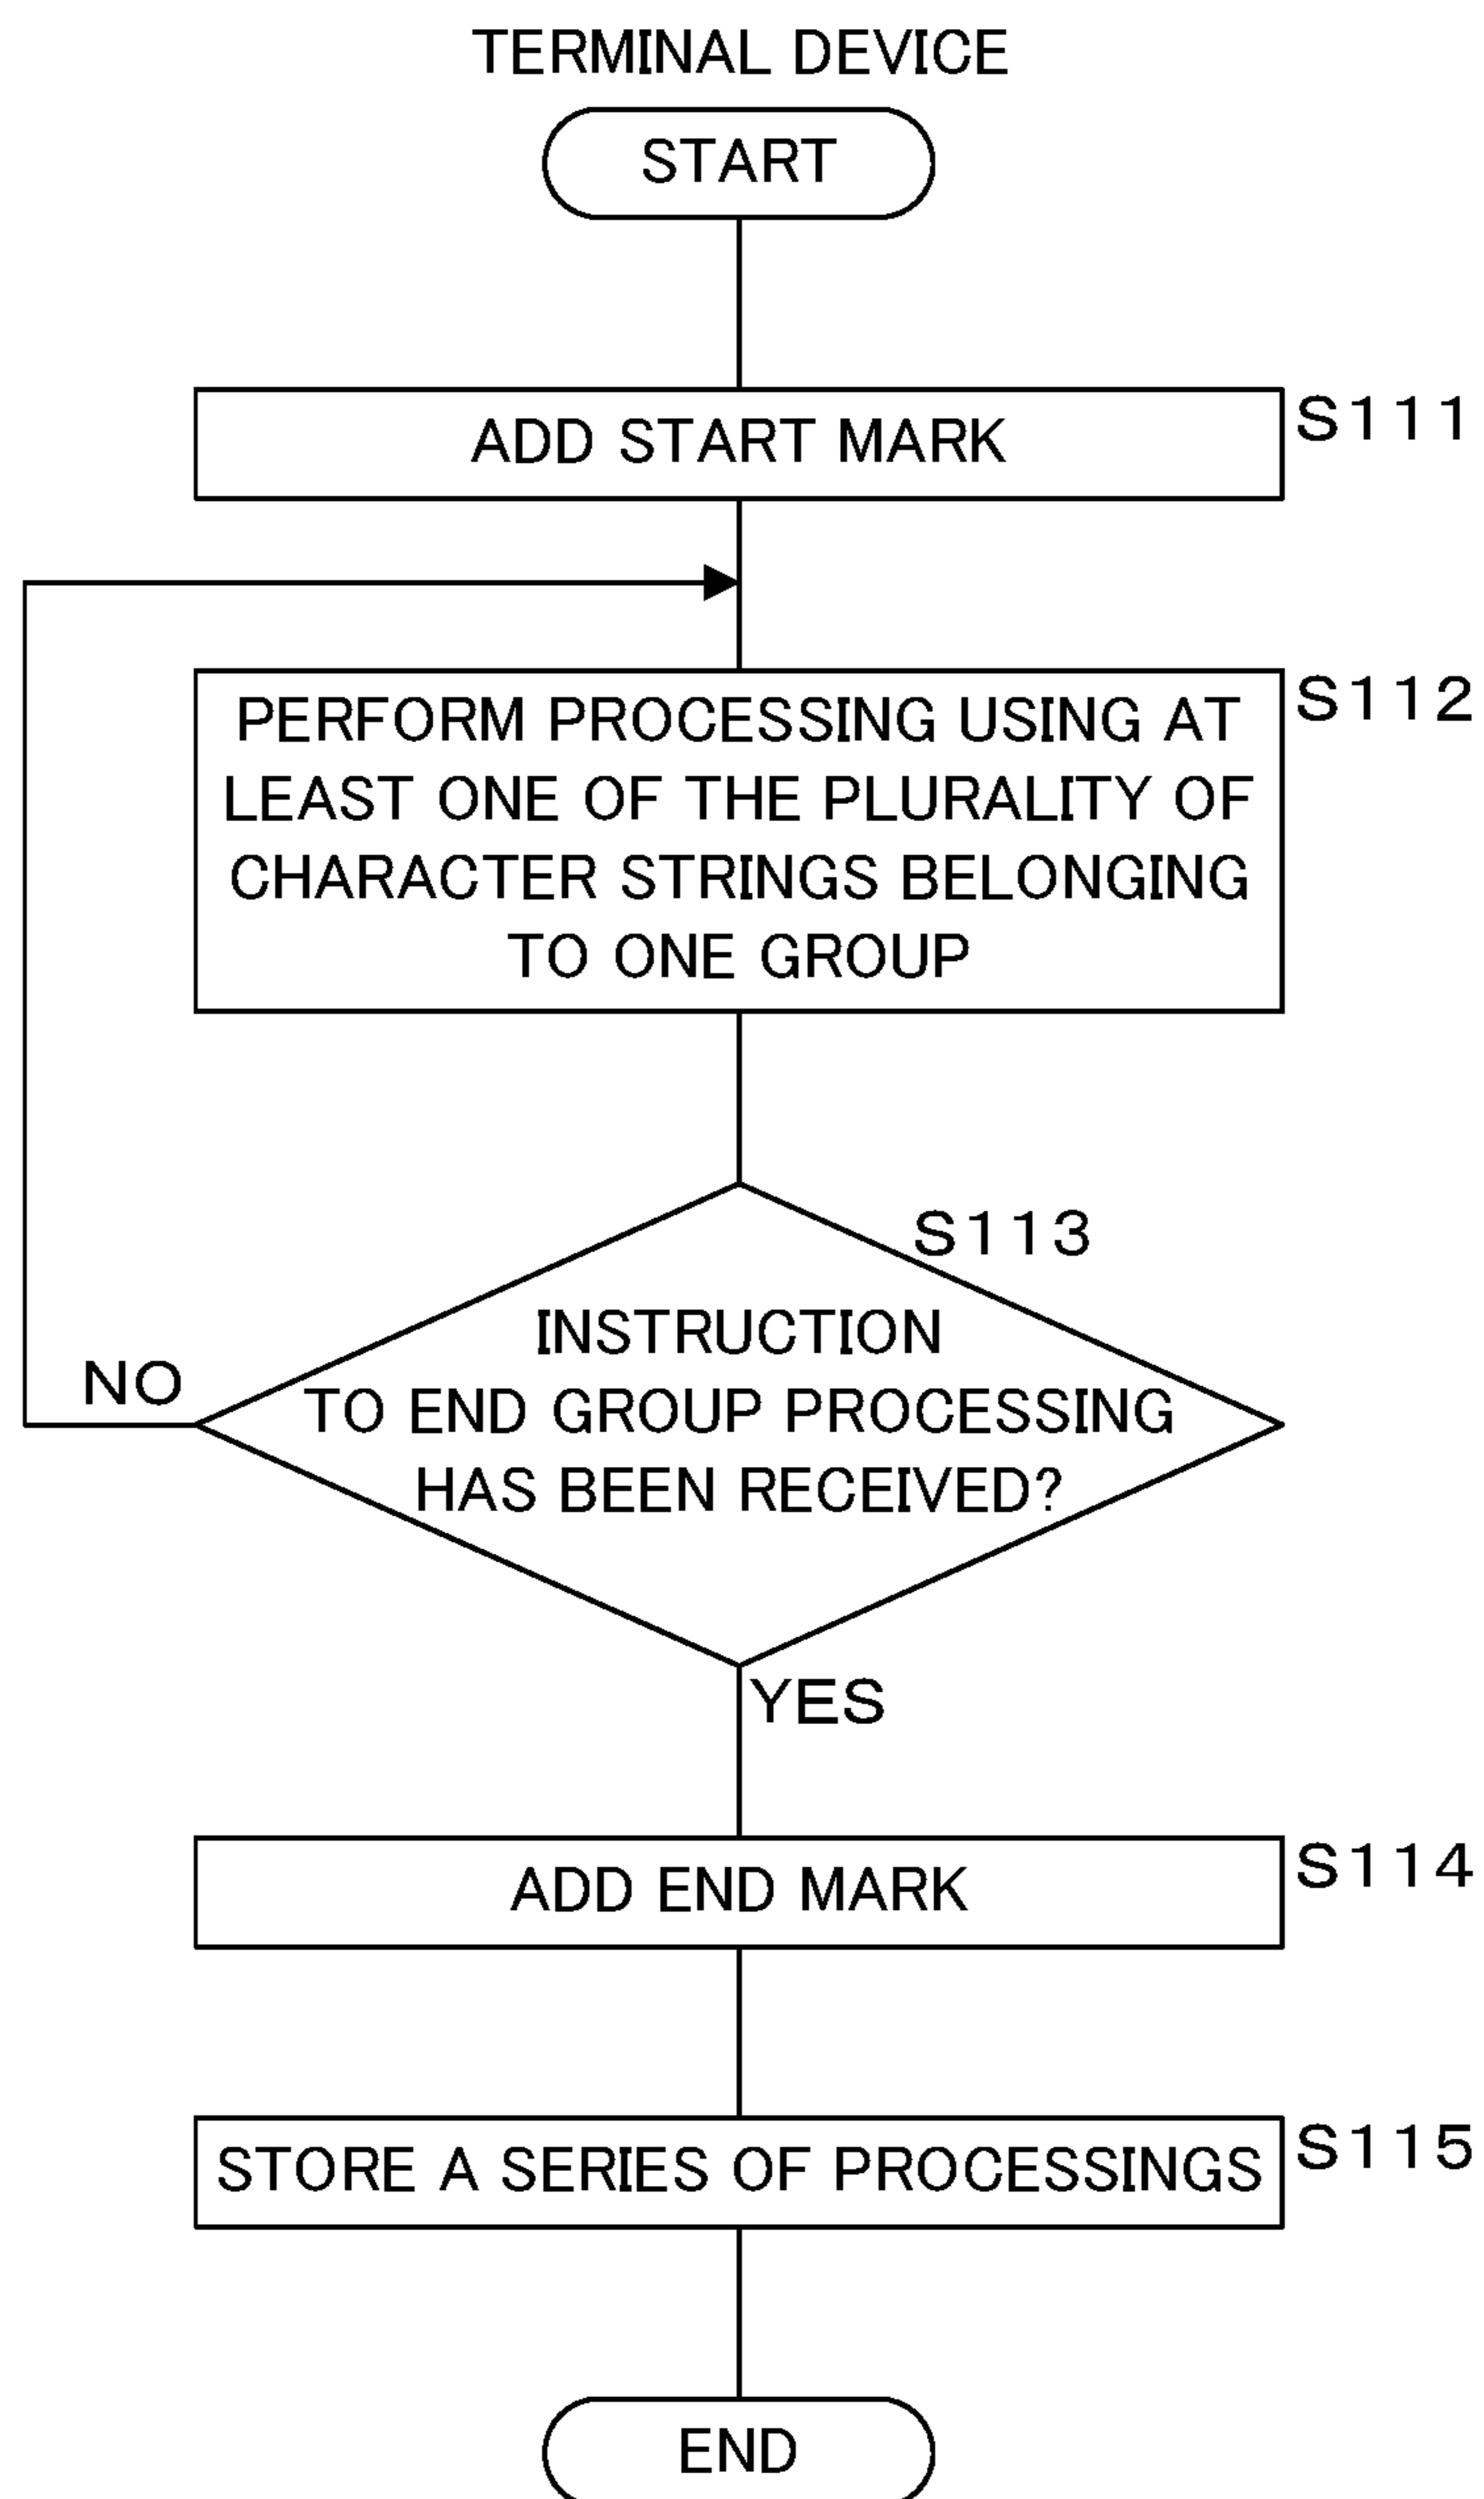 TERMINAL DEVICE
START
ADD START MARK
S111
PERFORM PROCESSING USING AT
LEAST ONE OF THE PLURALITY OF
CHARACTER STRINGS BELONGING
TO ONE GROUP
S112
S113
INSTRUCTION
TO END GROUP PROCESSING
HAS BEEN RECEIVED?
NO
YES
ADD END MARK
S114
STORE A SERIES OF PROCESSINGS
S115
END